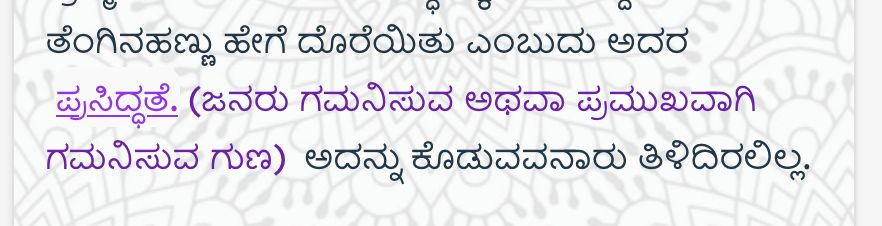 ತೆಂಗಿನಹಣ್ಣು ಹೇಗೆ ದೊರೆಯಿತು ಎಂಬುದು ಅದರ
ಪ್ರಸಿದ್ಧತೆ. (ಜನರು ಗಮನಿಸುವ ಅಥವಾ ಪ್ರಮುಖವಾಗಿ
ಗಮನಿಸುವ ಗುಣ) ಅದನ್ನು ಕೊಡುವವನಾರು ತಿಳಿದಿರಲಿಲ್ಲ.